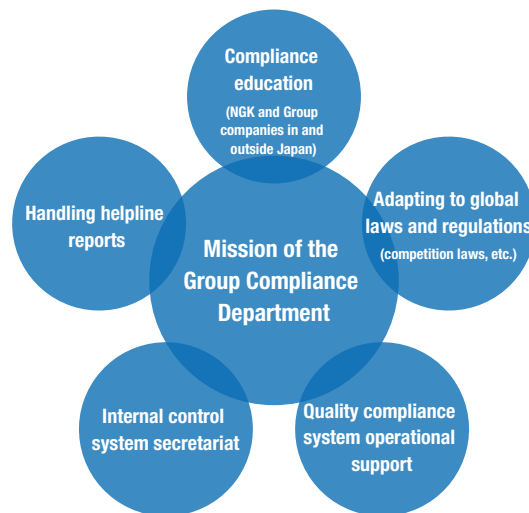 Compliance
education
(NGK and Group
companies in and
outside Japan)
Handling helpline
reports
Adapting to global
laws and regulations
(competition laws, etc.)
Mission of the
Group Compliance
Department
Internal control
system secretariat
Quality compliance
system operational
support